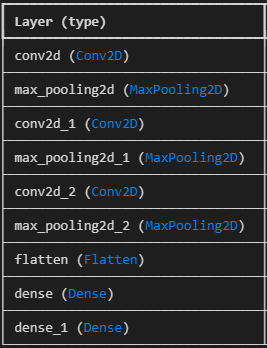 Layer (type)
conv2d (Conv2D)
max_pooling2d (MaxPooling2D)
conv2d_1 (Conv2D)
max_pooling2d_1 (MaxPooling2D)
conv2d_2 (Conv2D)
max_pooling2d_2 (MaxPooling2D)
flatten (Flatten)
dense (Dense)
dense_1 (Dense)